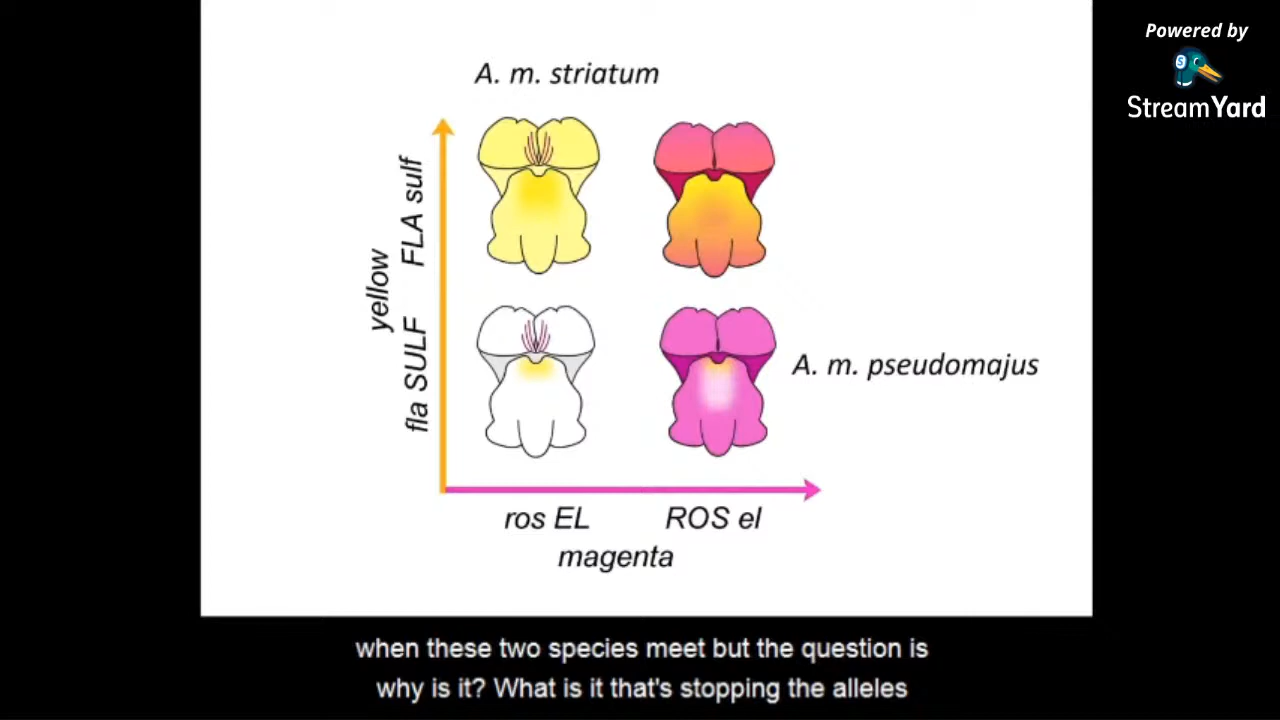 Powered by
StreamYard
A. m. striatum
yellow
fla SULF FLA sulf
A. m. pseudomajus
ros EL ROS el
magenta
when these two species meet but the question is
why is it? What is it that's stopping the alleles